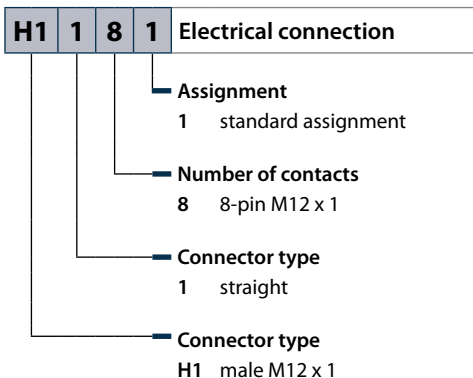 H1 1 8 1 Electrical connection
Assignment
1 standard assignment
Number of contacts
8 8-pin M12 x 1
Connector type
1 straight
Connector type
H1 male M12 x 1